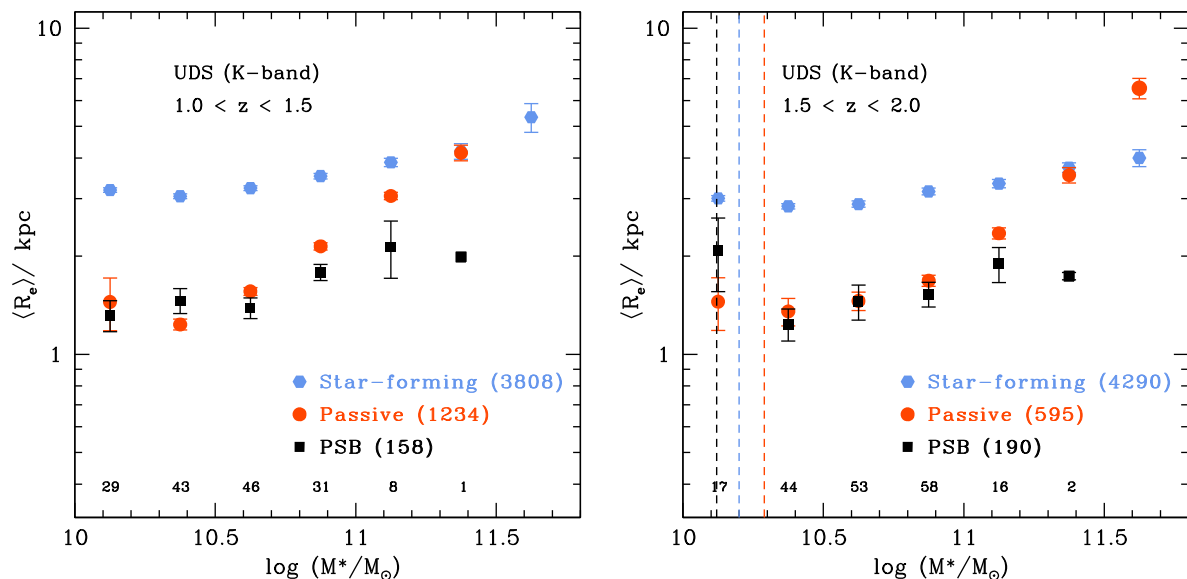 10
UDS (K-band)
1.0 < z < 1.5
⟨R_e⟩/ kpc
1
Star-forming (3808)
Passive (1234)
PSB (158)
29 43 46 31 8 1
10 10.5 11 11.5
log (M*/M⊙)
10
UDS (K-band)
1.5 < z < 2.0
⟨R_e⟩/ kpc
1
Star-forming (4290)
Passive (595)
PSB (190)
17 44 53 58 16 2
10 10.5 11 11.5
log (M*/M⊙)